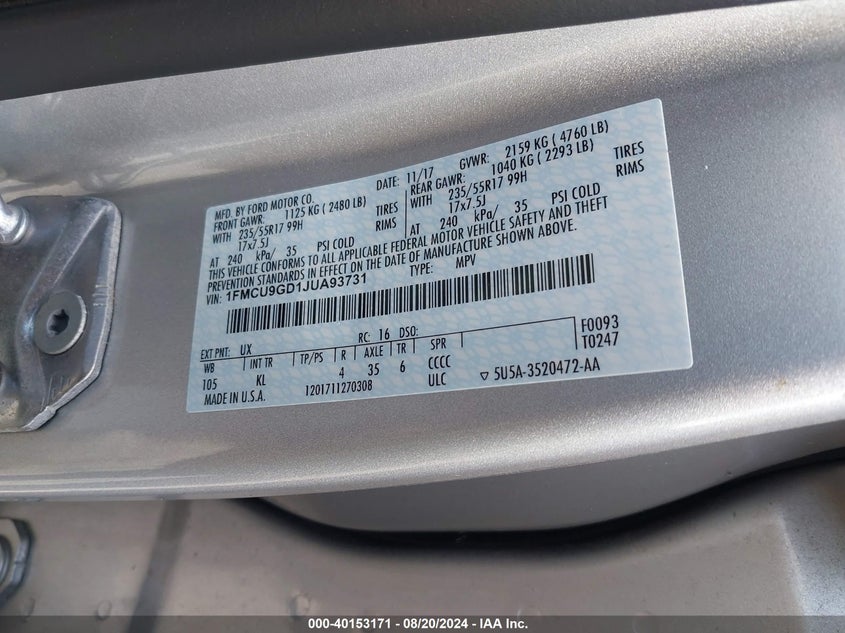 MFD. BY FORD MOTOR CO. DATE: 11/17 GVWR: 2159 KG ( 4760 LB)
FRONT GAWR: 1125 KG ( 2480 LB) REAR GAWR: 1040 KG ( 2293 LB)
WITH 235/55R17 99H TIRES WITH 235/55R17 99H TIRES
17x7.5J RIMS 17x7.5J RIMS
AT 240 kPa/ 35 PSI COLD AT 240 kPa/ 35 PSI COLD
THIS VEHICLE CONFORMS TO ALL APPLICABLE FEDERAL MOTOR VEHICLE SAFETY AND THEFT
PREVENTION STANDARDS IN EFFECT ON THE DATE OF MANUFACTURE SHOWN ABOVE.
VIN: 1FMCU9GD1JUA93731 TYPE: MPV
EXT PNT: UX RC: 16 DSO: F0093
WB INT TR TP/PS R AXLE TR SPR T0247
105 KL 4 35 6 CCCC
MADE IN U.S.A. 1201711270308 ULC ▽ 5U5A-3520472-AA
000-40153171 - 08/20/2024 - IAA Inc.